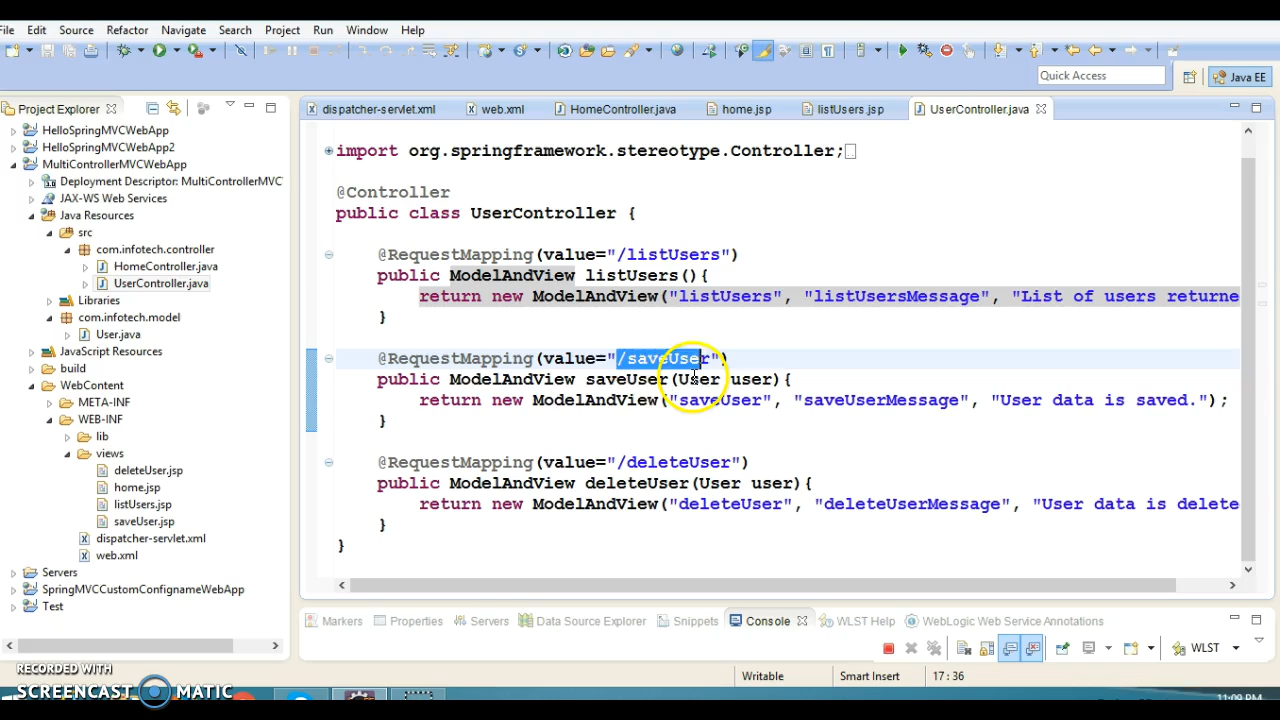 File Edit Source Refactor Navigate Search Project Run Window Help
Quick Access
Java EE
Project Explorer
dispatcher-servlet.xml web.xml HomeController.java home.jsp listUsers.jsp UserController.java
HelloSpringMVCWebApp
HelloSpringMVCWebApp2
MultiControllerMVCWebApp
Deployment Descriptor: MultiControllerMVC
JAX-WS Web Services
Java Resources
src
com.infotech.controller
HomeController.java
UserController.java
Libraries
com.infotech.model
User.java
JavaScript Resources
build
WebContent
META-INF
WEB-INF
lib
views
deleteUser.jsp
home.jsp
listUsers.jsp
saveUser.jsp
dispatcher-servlet.xml
web.xml
Servers
SpringMVCCustomConfignameWebApp
Test
import org.springframework.stereotype.Controller;
@Controller
public class UserController {
@RequestMapping(value="/listUsers")
public ModelAndView listUsers(){
return new ModelAndView("listUsers", "listUsersMessage", "List of users returne
}
@RequestMapping(value="/saveUser")
public ModelAndView saveUser(User user){
return new ModelAndView("saveUser", "saveUserMessage", "User data is saved.");
}
@RequestMapping(value="/deleteUser")
public ModelAndView deleteUser(User user){
return new ModelAndView("deleteUser", "deleteUserMessage", "User data is delete
}
}
Markers Properties Servers Data Source Explorer Snippets Console WLST Help WebLogic Web Service Annotations
WLST
Writable Smart Insert 17 : 36
RECORDED WITH
SCREENCAST MATIC
11:09 PM